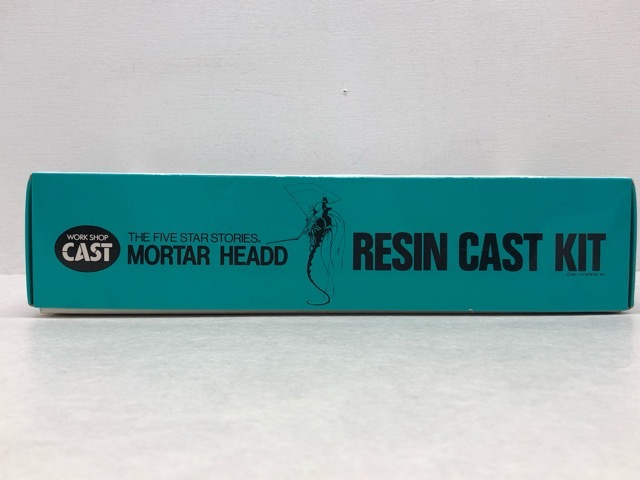 WORK SHOP
CAST
THE FIVE STAR STORIES
MORTAR HEADD
RESIN CAST KIT